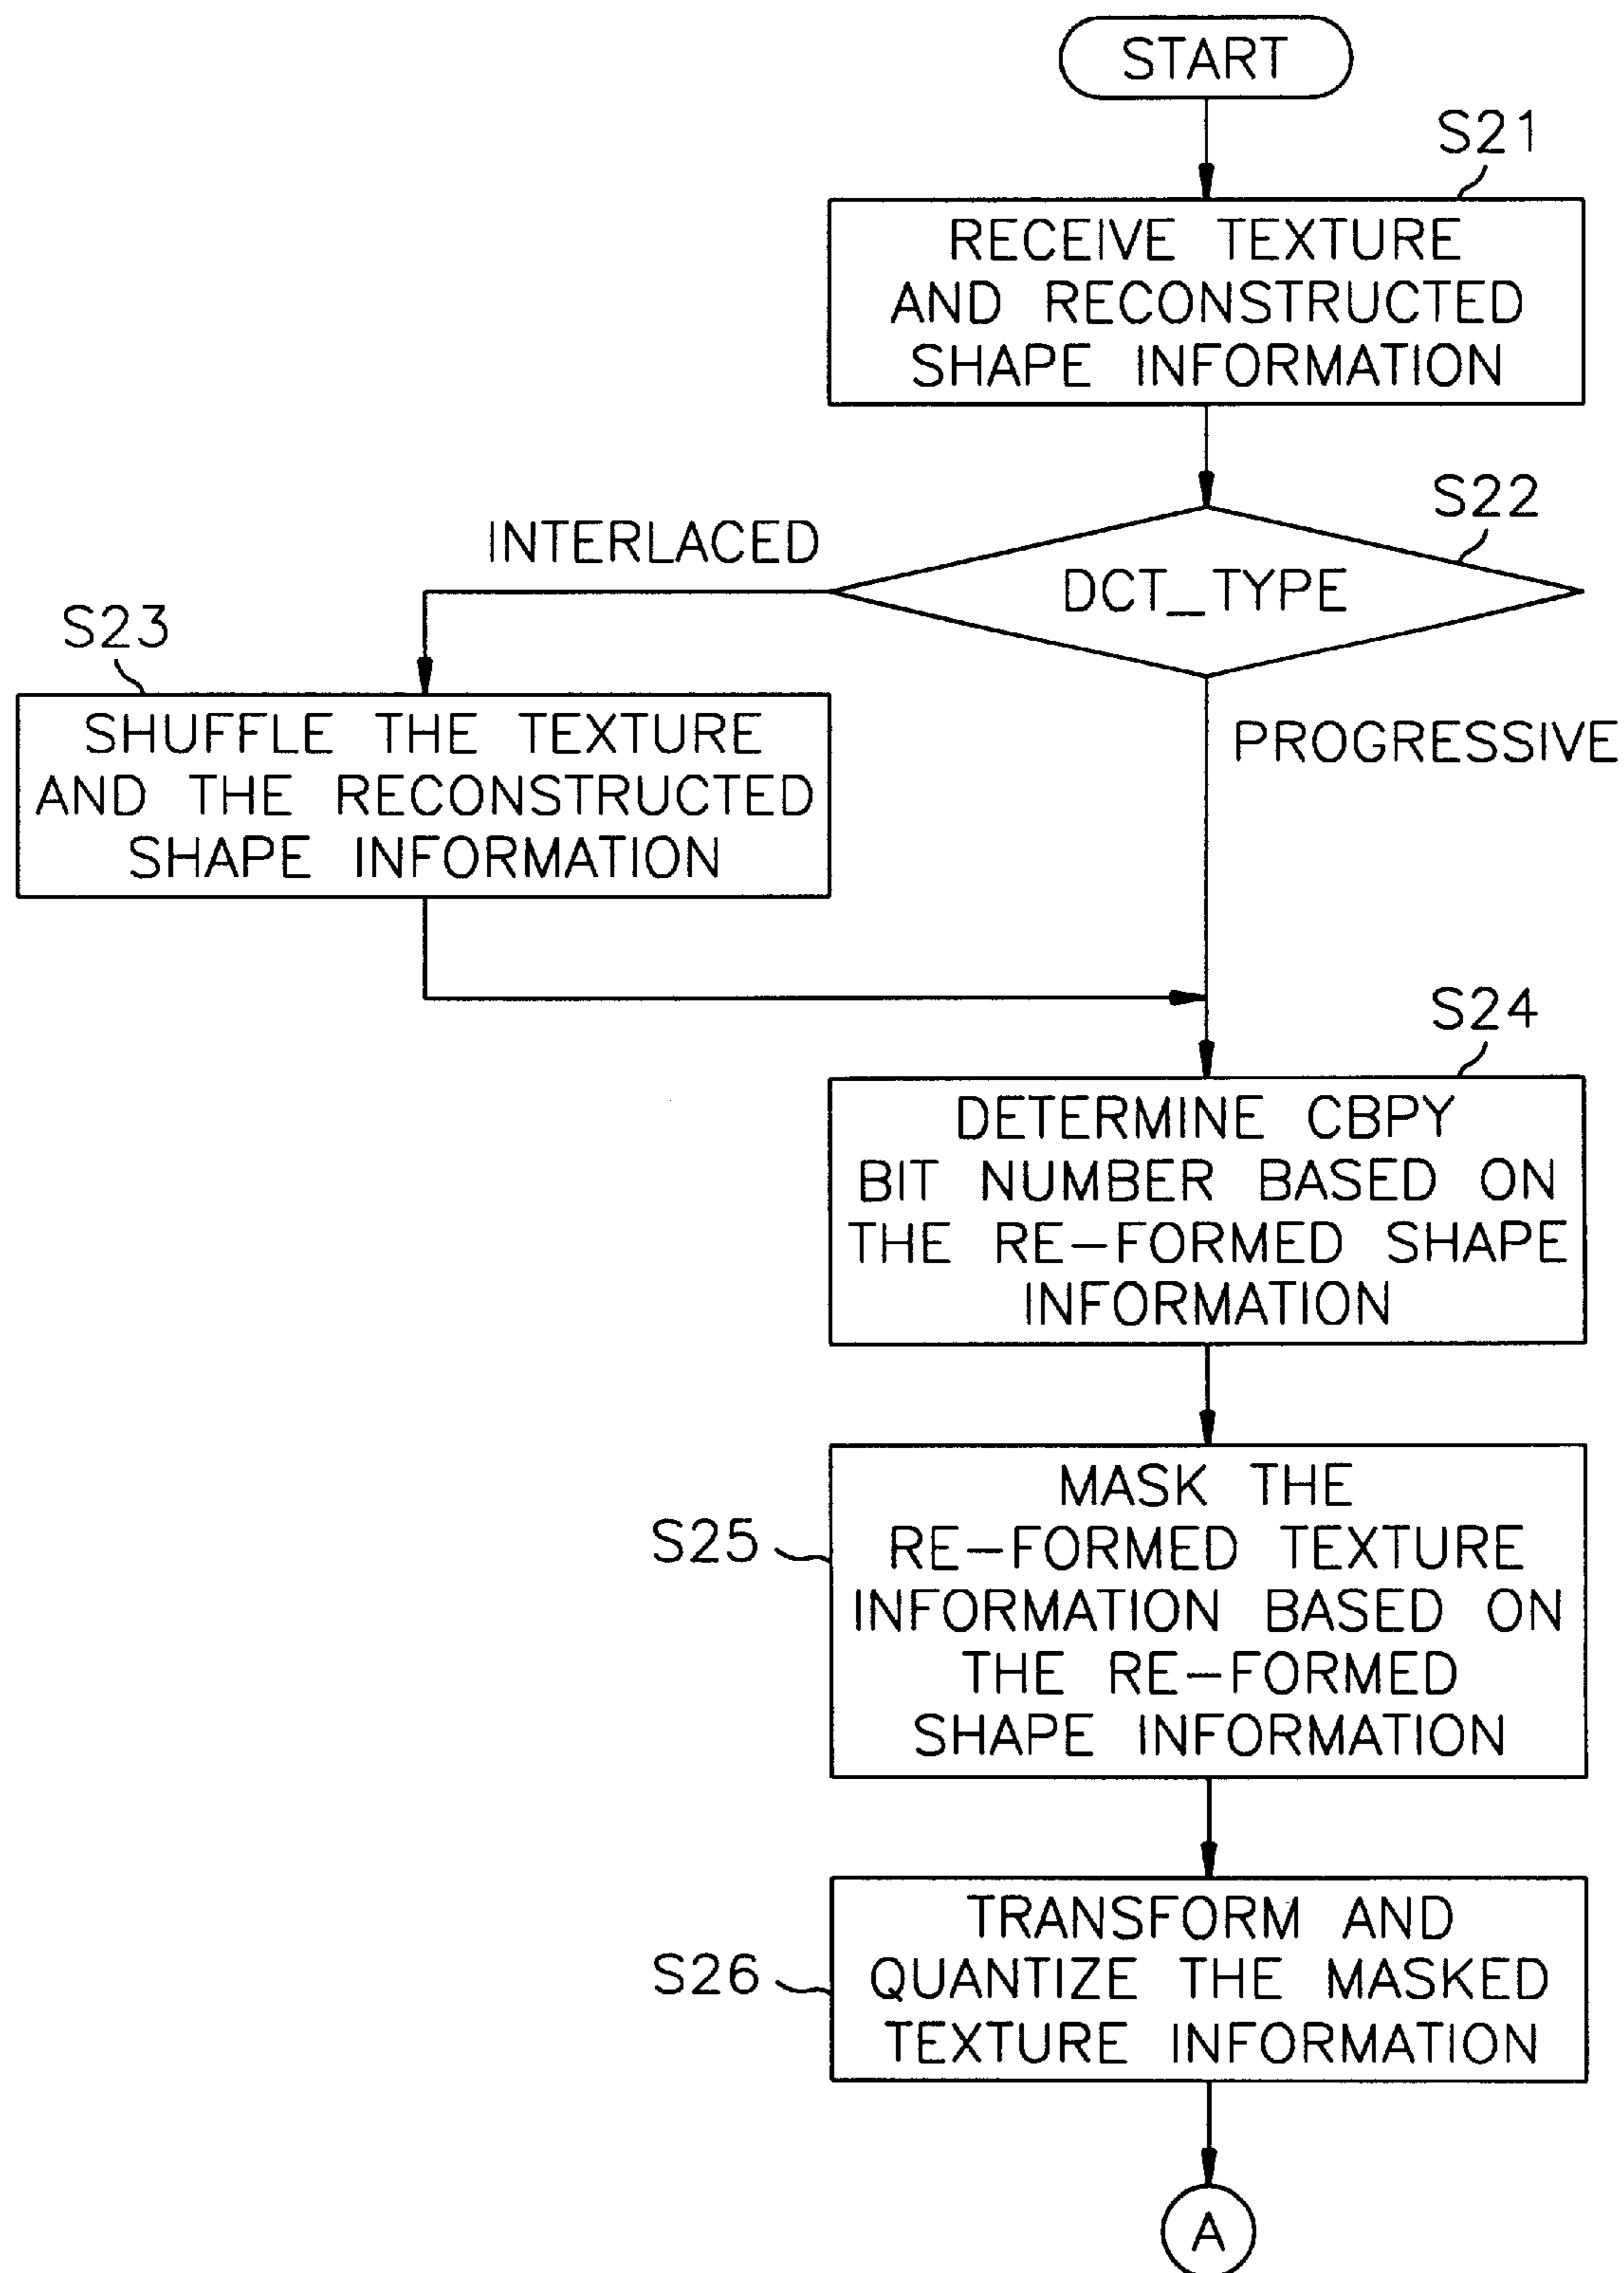 START
S21
RECEIVE TEXTURE
AND RECONSTRUCTED
SHAPE INFORMATION
S22
INTERLACED
DCT_TYPE
S23
SHUFFLE THE TEXTURE
AND THE RECONSTRUCTED
SHAPE INFORMATION
PROGRESSIVE
S24
DETERMINE CBPY
BIT NUMBER BASED ON
THE RE-FORMED SHAPE
INFORMATION
S25
MASK THE
RE-FORMED TEXTURE
INFORMATION BASED ON
THE RE-FORMED
SHAPE INFORMATION
S26
TRANSFORM AND
QUANTIZE THE MASKED
TEXTURE INFORMATION
A